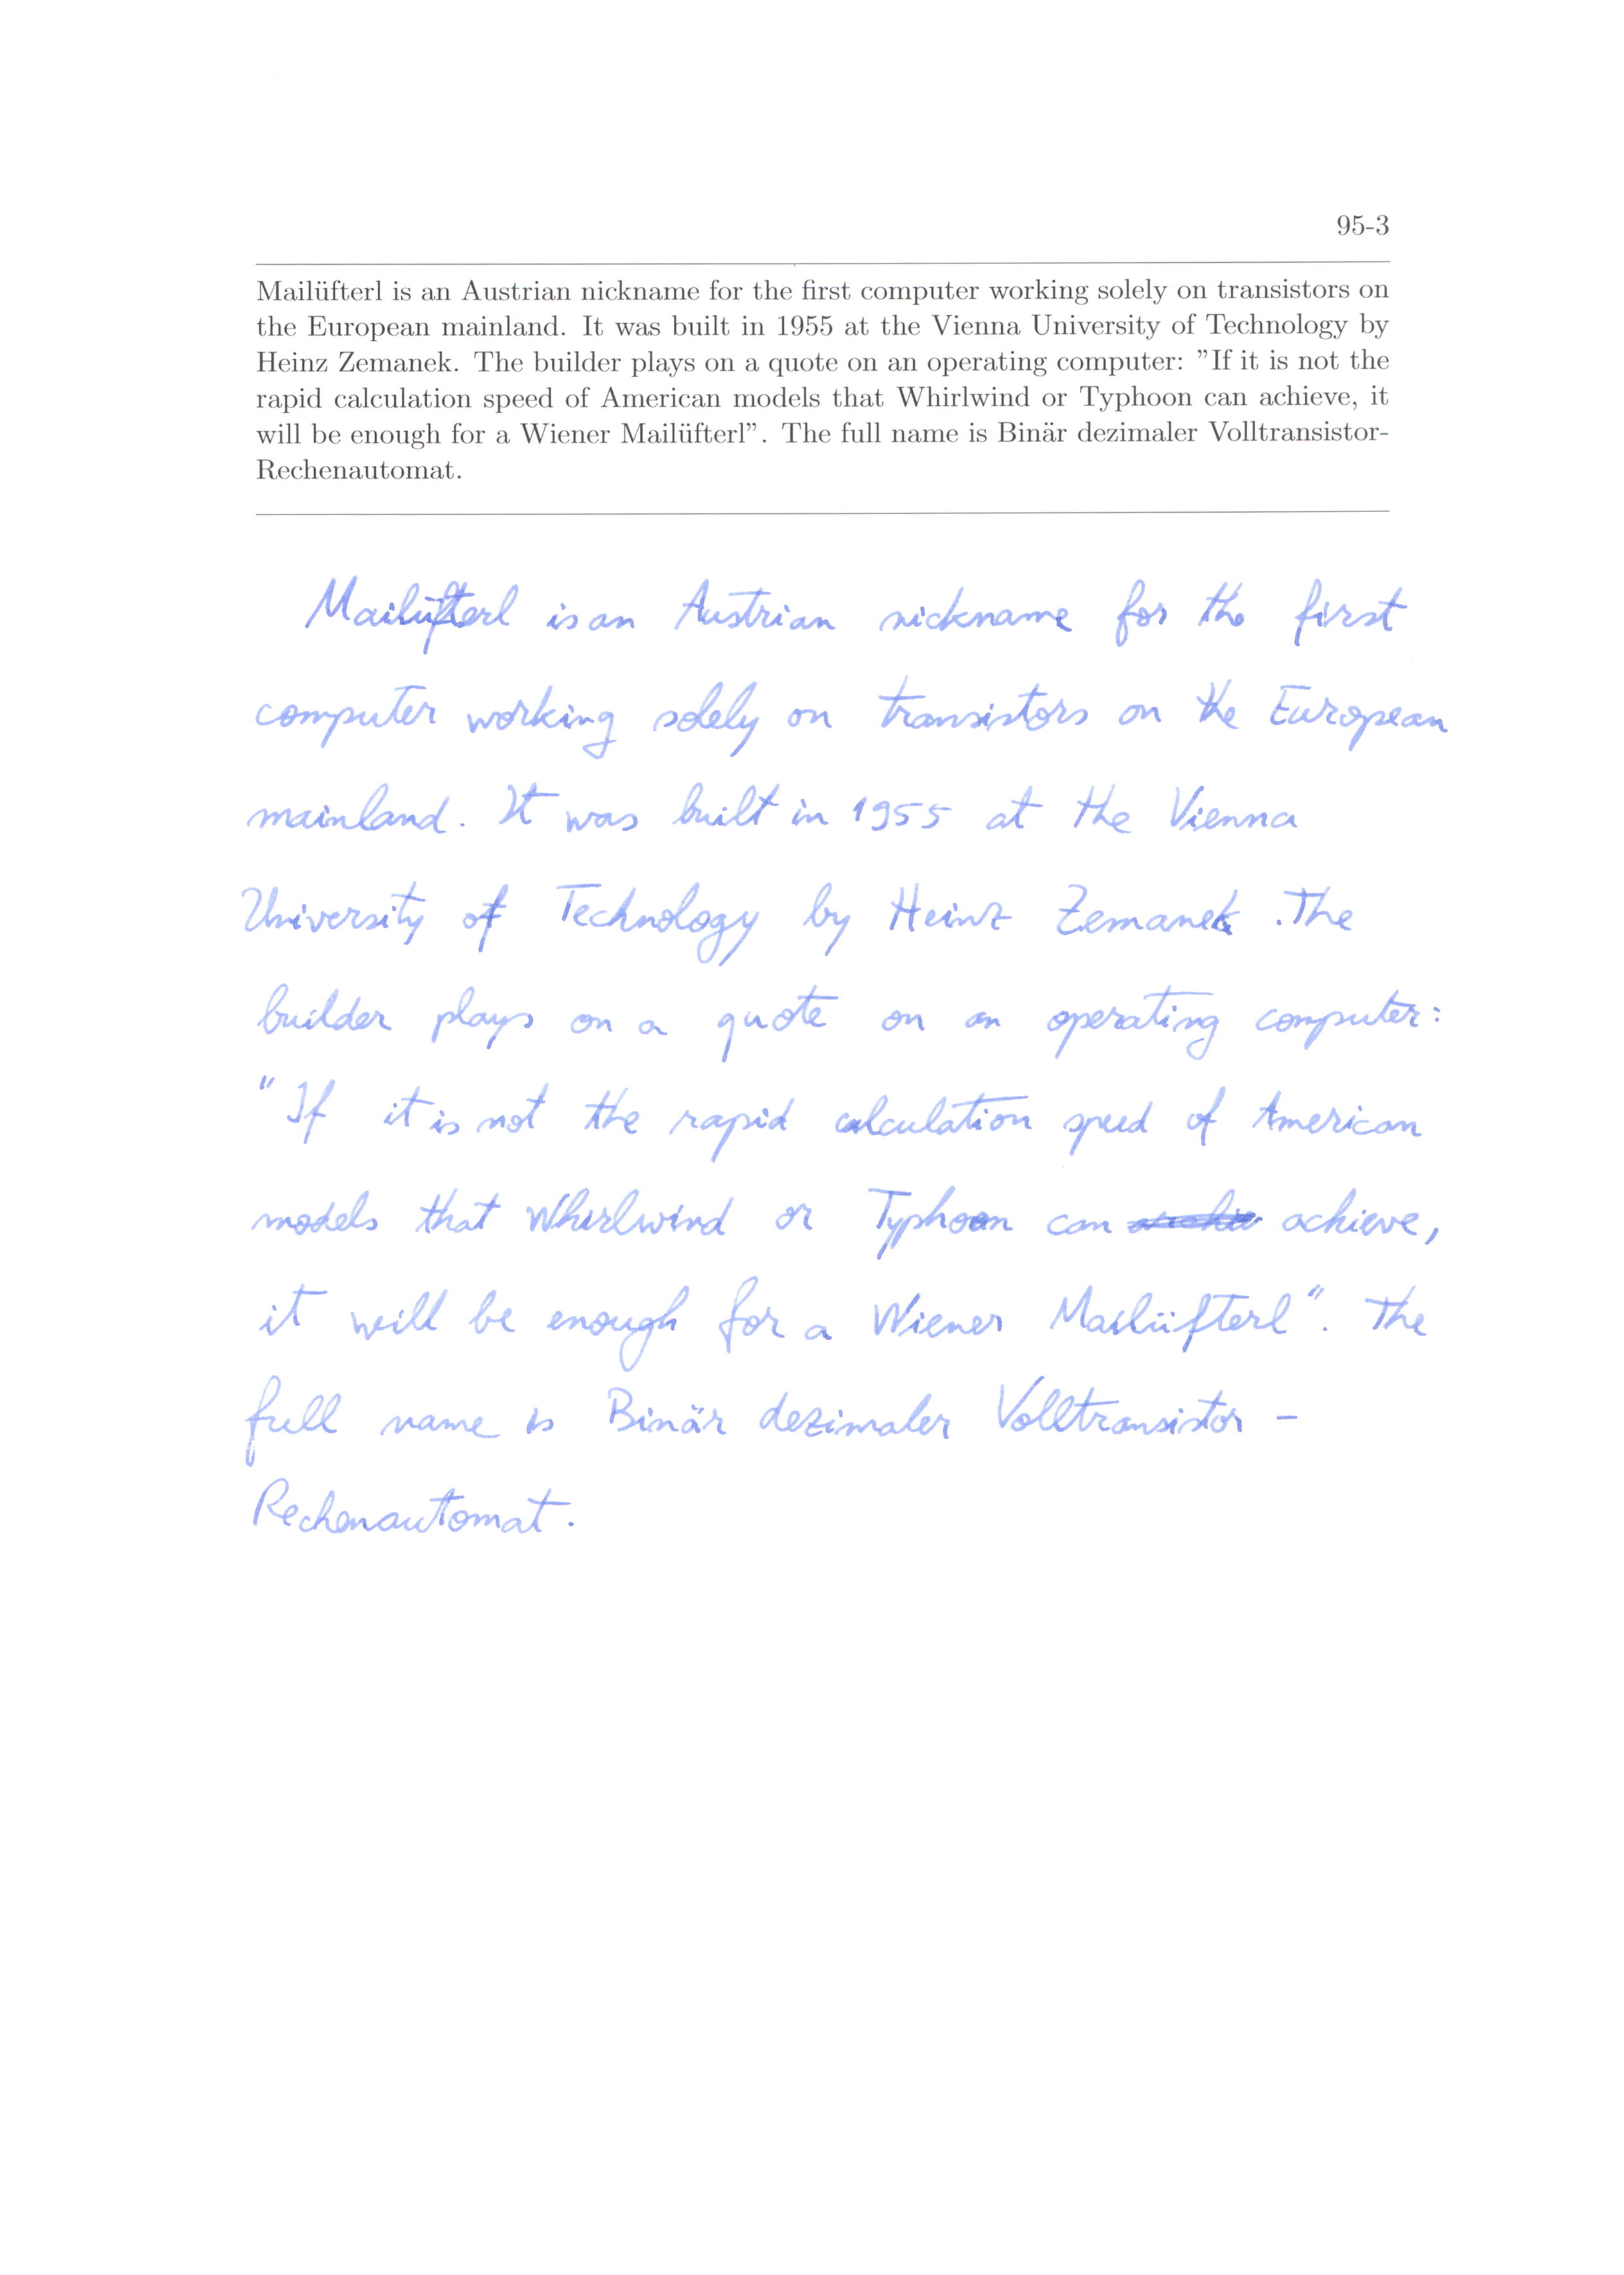 95-3
Mailüfterl is an Austrian nickname for the first computer working solely on transistors on
the European mainland. It was built in 1955 at the Vienna University of Technology by
Heinz Zemanek. The builder plays on a quote on an operating computer: ”If it is not the
rapid calculation speed of American models that Whirlwind or Typhoon can achieve, it
will be enough for a Wiener Mailüfterl”. The full name is Binär dezimaler Volltransistor-
Rechenautomat.
Mailüfterl is an Austrian nickname for the first
computer working solely on transistors on the European
mainland. It was built in 1955 at the Vienna
University of Technology by Heinz Zemanek. The
builder plays on a quote on an operating computer:
"If it is not the rapid calculation speed of American
models that Whirlwind or Typhoon can achieve,
it will be enough for a Wiener Mailüfterl". The
full name is Binär dezimaler Volltransistor -
Rechenautomat.